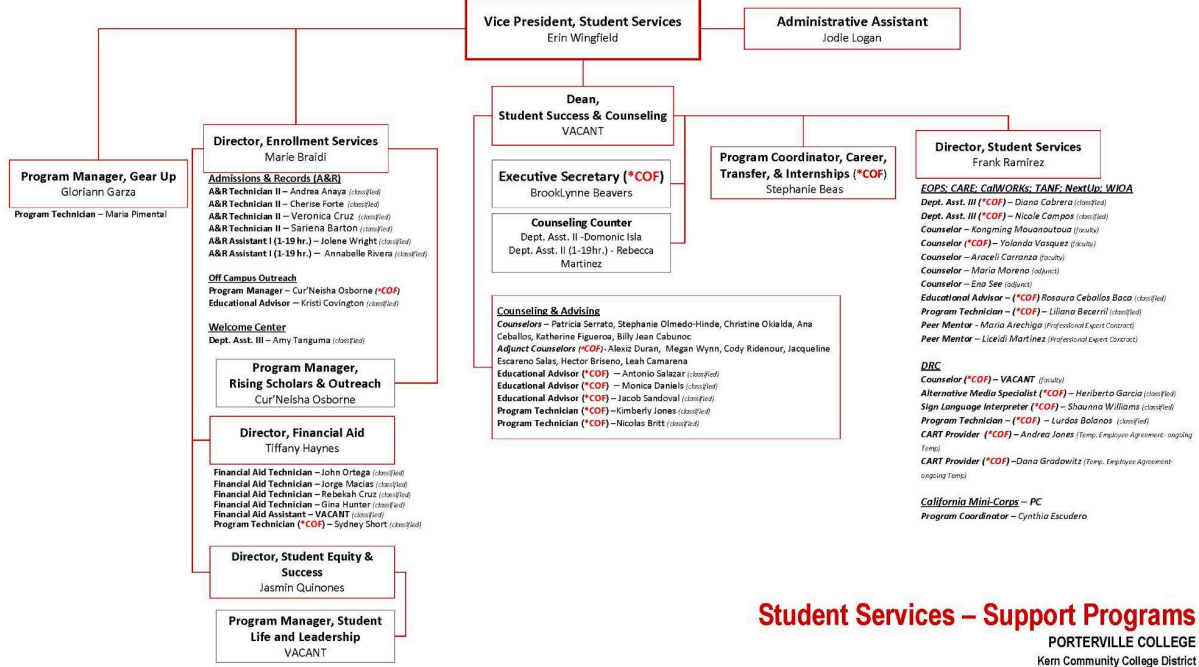 Vice President, Student Services
Erin Wingfield
Administrative Assistant
Jodie Logan
Dean,
Student Success & Counseling
VACANT
Director, Enrollment Services
Marie Braidi
Program Manager, Gear Up
Gloriann Garza
Program Technician – Maria Pimental
Admissions & Records (A&R)
A&R Technician II – Andrea Anaya (classified)
A&R Technician II – Cherise Forte (classified)
A&R Technician II – Veronica Cruz (classified)
A&R Technician II – Sariena Barton (classified)
A&R Assistant I (1-19 hr.) – Jolene Wright (classified)
A&R Assistant I (1-19 hr.) – Annabelle Rivera (classified)
Off Campus Outreach
Program Manager – Cur'Neisha Osborne (*COF)
Educational Advisor – Kristi Covington (classified)
Welcome Center
Dept. Asst. III – Amy Tanguma (classified)
Program Manager,
Rising Scholars & Outreach
Cur'Neisha Osborne
Director, Financial Aid
Tiffany Haynes
Financial Aid Technician – John Ortega (classified)
Financial Aid Technician – Jorge Macias (classified)
Financial Aid Technician – Rebekah Cruz (classified)
Financial Aid Technician – Gina Hunter (classified)
Financial Aid Assistant – VACANT (classified)
Program Technician (*COF) – Sydney Short (classified)
Director, Student Equity &
Success
Jasmin Quinones
Program Manager, Student
Life and Leadership
VACANT
Executive Secretary (*COF)
BrookLynne Beavers
Counseling Counter
Dept. Asst. II -Domonic Isla
Dept. Asst. II (1-19hr.) - Rebecca
Martinez
Counseling & Advising
Counselors – Patricia Serrato, Stephanie Olmedo-Hinde, Christine Okialda, Ana
Ceballos, Katherine Figueroa, Billy Jean Cabunoc
Adjunct Counselors (*COF) - Alexiz Duran, Megan Wynn, Cody Ridenour, Jacqueline
Escareno Salas, Hector Briseno, Leah Camarena
Educational Advisor (*COF) – Antonio Salazar (classified)
Educational Advisor (*COF) – Monica Daniels (classified)
Educational Advisor (*COF) – Jacob Sandoval (classified)
Program Technician (*COF) –Kimberly Jones (classified)
Program Technician (*COF) –Nicolas Britt (classified)
Program Coordinator, Career,
Transfer, & Internships (*COF)
Stephanie Beas
Director, Student Services
Frank Ramirez
EOPS; CARE; CalWORKs; TANF; NextUp; WIOA
Dept. Asst. III (*COF) – Diana Cabrera (classified)
Dept. Asst. III (*COF) – Nicole Campos (classified)
Counselor – Kongming Mouanoutoua (faculty)
Counselor (*COF) – Yolanda Vasquez (faculty)
Counselor – Araceli Carranza (faculty)
Counselor – Maria Moreno (adjunct)
Counselor – Ena See (adjunct)
Educational Advisor – (*COF) Rosaura Ceballos Baca (classified)
Program Technician – (*COF) – Liliana Becerril (classified)
Peer Mentor - Maria Arechiga (Professional Expert Contract)
Peer Mentor – Liceidi Martinez (Professional Expert Contract)
DRC
Counselor (*COF) – VACANT (faculty)
Alternative Media Specialist (*COF) – Heriberto Garcia (classified)
Sign Language Interpreter (*COF) – Shaunna Williams (classified)
Program Technician – (*COF) – Lurdos Bolanos (classified)
CART Provider (*COF) – Andrea Jones (Temp. Employee Agreement- ongoing
Temp)
CART Provider (*COF) –Dana Gradowitz (Temp. Employee Agreement-
ongoing Temp)
California Mini-Corps – PC
Program Coordinator – Cynthia Escudero
Student Services – Support Programs
PORTERVILLE COLLEGE
Kern Community College District